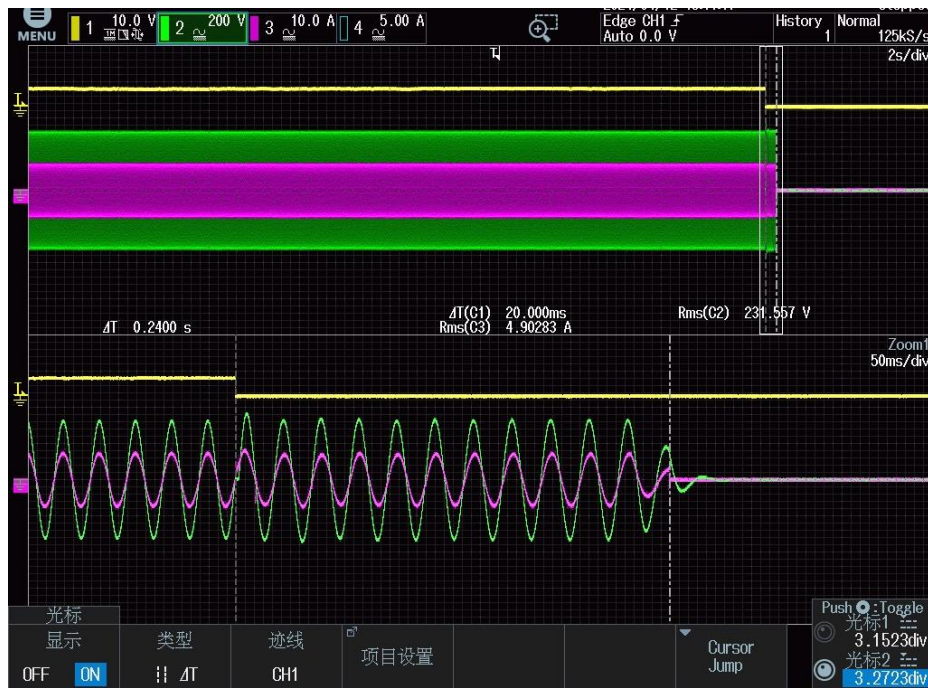 MENU
1 10.0 V
2 200 V
3 10.0 A
4 5.00 A
Edge CH1
Auto 0.0 V
History
1
Normal
125kS/s
2s/div
ΔT 0.2400 s
ΔT(C1) 20.000ms
Rms(C3) 4.90283 A
Rms(C2) 231.557 V
Zoom1
50ms/div
光标
显示
OFF ON
类型
ΔT
迹线
CH1
项目设置
Cursor
Jump
Push :Toggle
光标1
3.1523div
光标2
3.2723div